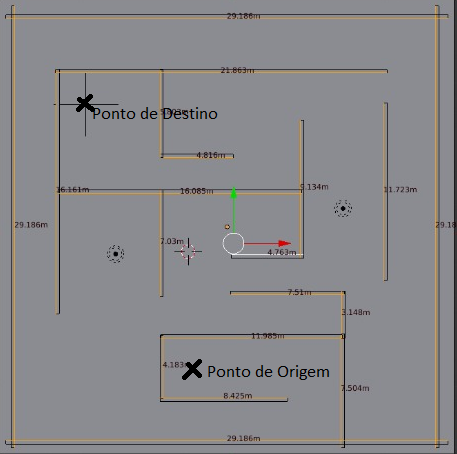 29.186m
21.863m
Ponto de Destino
4.816m
16.161m
16.085m
9.134m
11.723m
29.186m
29.18
7.03m
4.763m
7.51m
3.148m
11.985m
4.183m
Ponto de Origem
7.504m
8.425m
29.186m